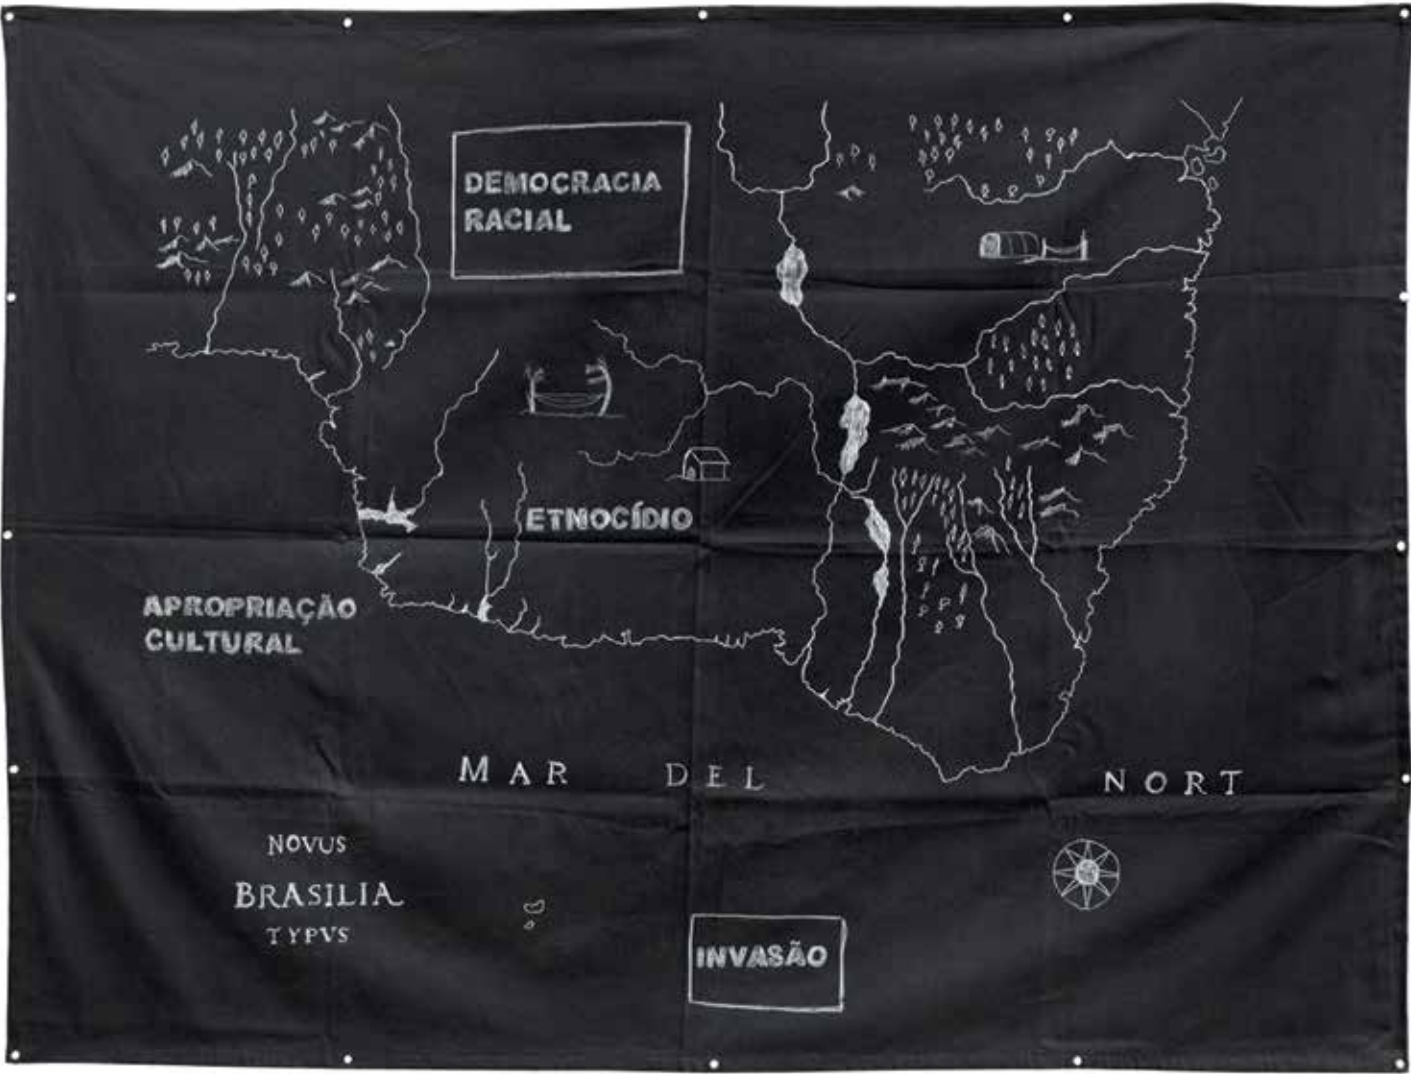 DEMOCRACIA
RACIAL
ETNOCÍDIO
APROPRIAÇÃO
CULTURAL
MAR DEL NORT
NOVUS
BRASILIA
TYPVS
INVASÃO